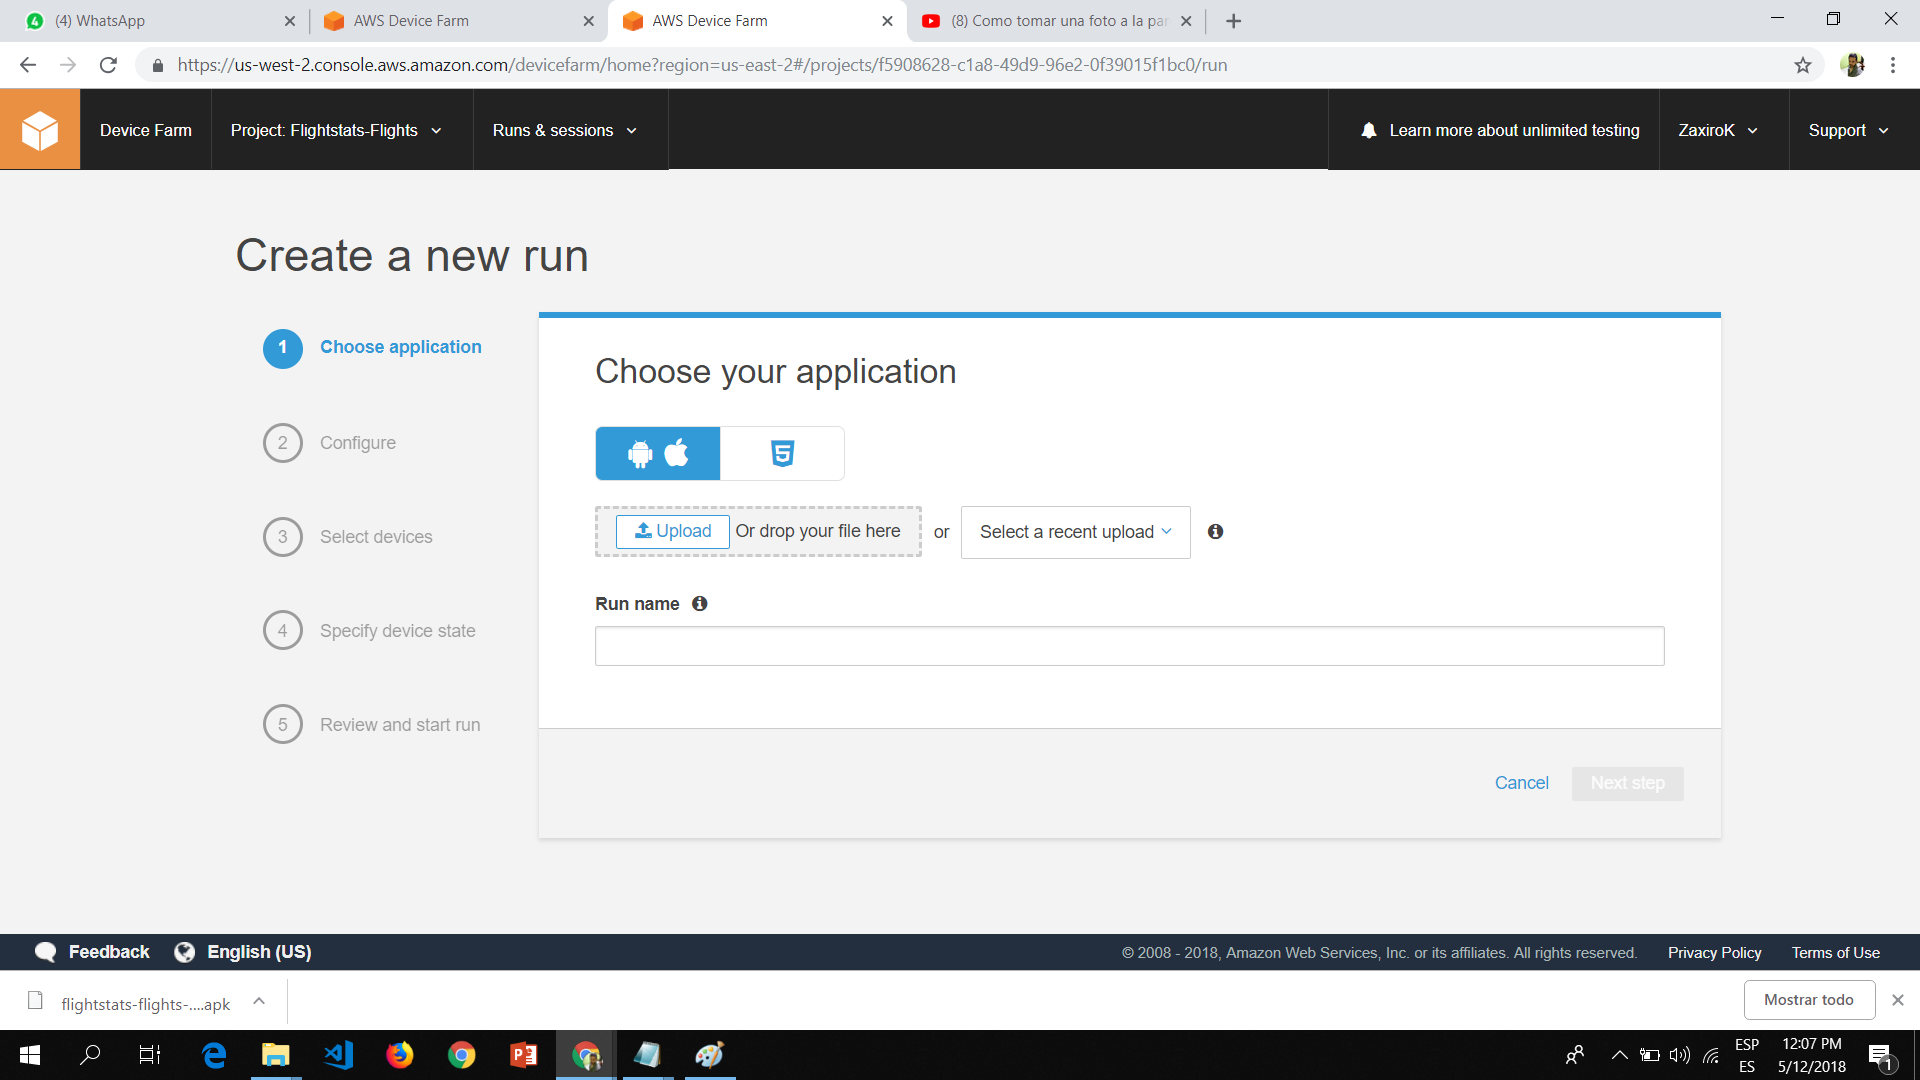 (4) WhatsApp
AWS Device Farm
AWS Device Farm
(8) Como tomar una foto a la pa
https://us-west-2.console.aws.amazon.com/devicefarm/home?region=us-east-2#/projects/f5908628-c1a8-49d9-96e2-0f39015f1bc0/run
Device Farm
Project: Flightstats-Flights
Runs & sessions
Learn more about unlimited testing
ZaxiroK
Support
Create a new run
1 Choose application
2 Configure
3 Select devices
4 Specify device state
5 Review and start run
Choose your application
Upload Or drop your file here or Select a recent upload
Run name
Cancel Next step
Feedback English (US)
© 2008 - 2018, Amazon Web Services, Inc. or its affiliates. All rights reserved. Privacy Policy Terms of Use
flightstats-flights-....apk
Mostrar todo
ESP
ES
12:07 PM
5/12/2018
1